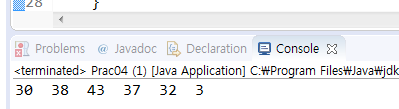 28 }
Problems @ Javadoc Declaration Console
<terminated> Prac04 (1) [Java Application] C:₩Program Files₩Java₩jdk
30 38 43 37 32 3